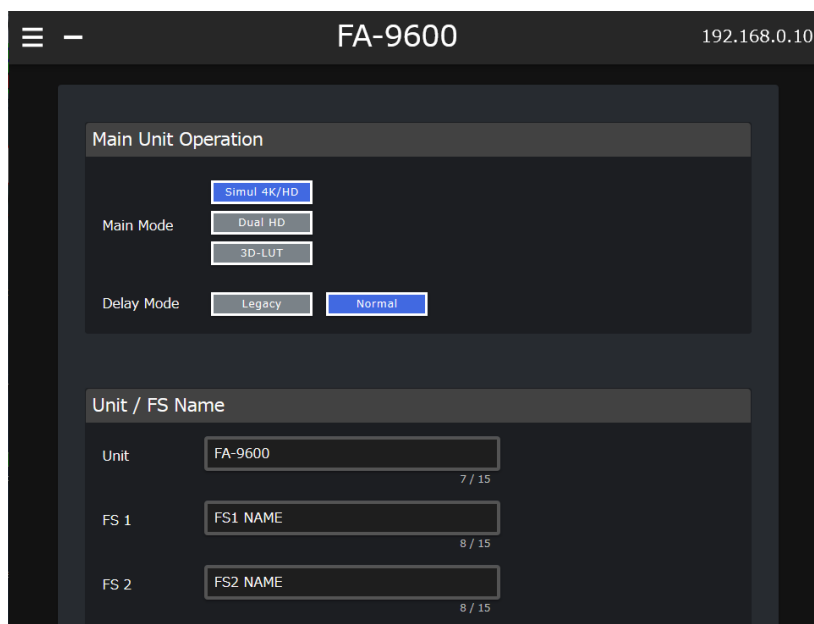 FA-9600
192.168.0.10
Main Unit Operation
Main Mode
Simul 4K/HD
Dual HD
3D-LUT
Delay Mode
Legacy
Normal
Unit / FS Name
Unit
FA-9600
7 / 15
FS 1
FS1 NAME
8 / 15
FS 2
FS2 NAME
8 / 15